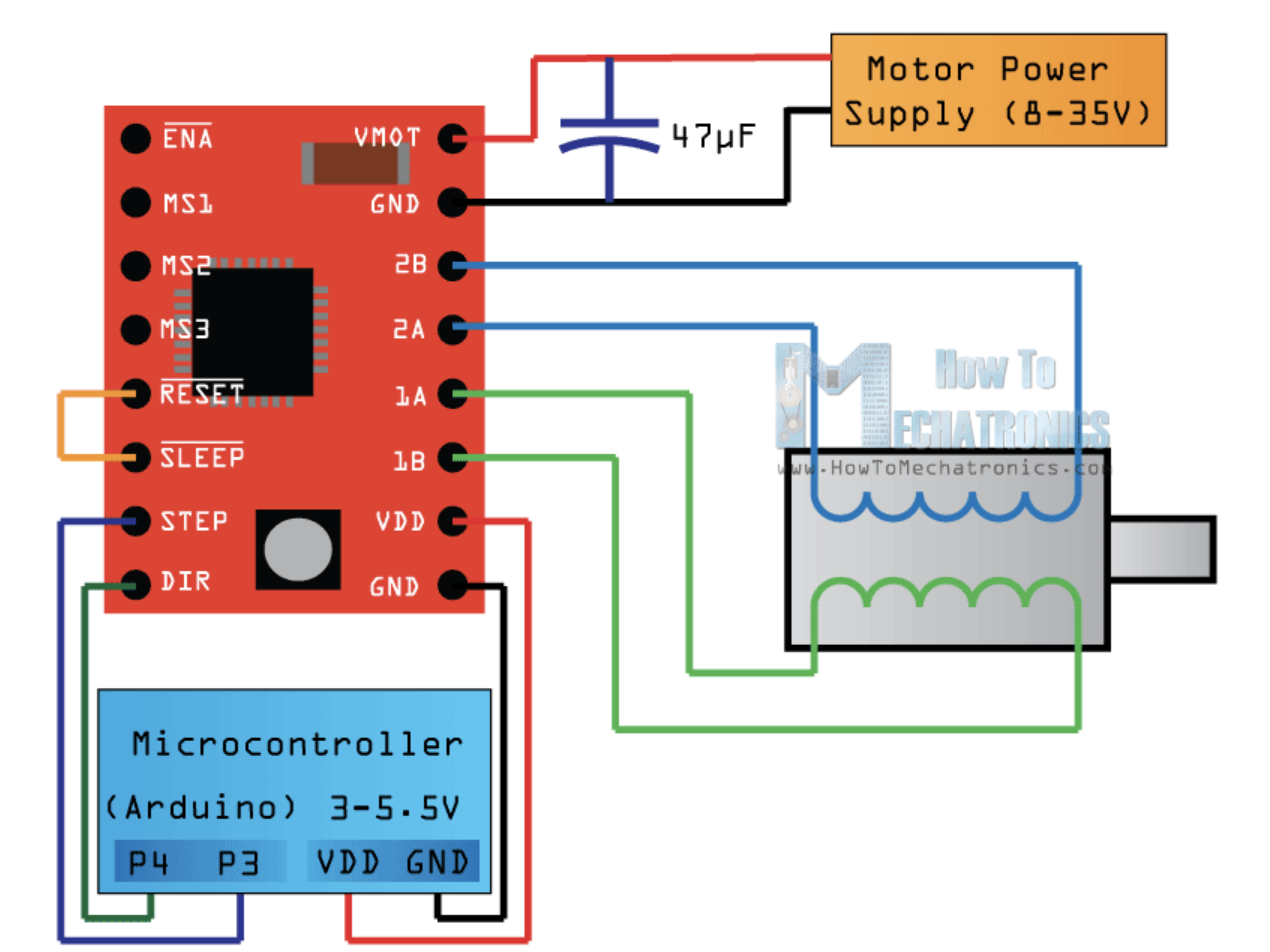 Motor Power
Supply (8-35V)
47µF
ENA
VMOT
MS1
GND
MS2
2B
MS3
2A
RESET
1A
SLEEP
1B
STEP
VDD
DIR
GND
How To
MECHATRONICS
www.HowToMechatronics.com
Microcontroller
(Arduino) 3-5.5V
P4 P3 VDD GND